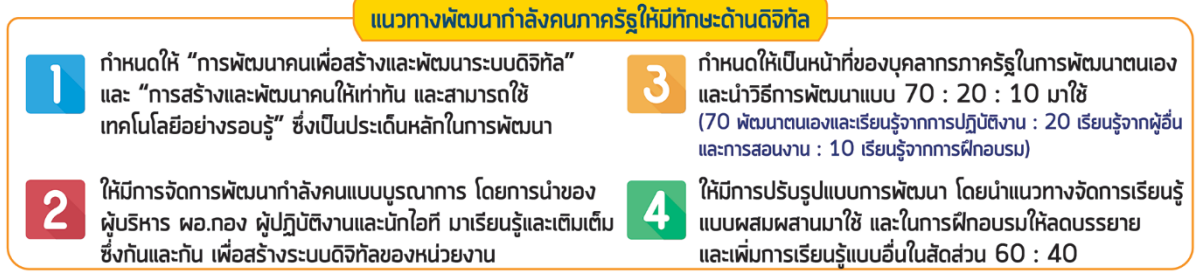 แนวทางพัฒนากำลังคนภาครัฐให้มีทักษะด้านดิจิทัล
1
กำหนดให้ “การพัฒนาคนเพื่อสร้างและพัฒนาระบบดิจิทัล”
และ “การสร้างและพัฒนาคนให้เท่าทัน และสามารถใช้
เทคโนโลยีอย่างรอบรู้” ซึ่งเป็นประเด็นหลักในการพัฒนา
2
ให้มีการจัดการพัฒนากำลังคนแบบบูรณาการ โดยการนำของ
ผู้บริหาร ผอ.กอง ผู้ปฏิบัติงานและนักไอที มาเรียนรู้และเติมเต็ม
ซึ่งกันและกัน เพื่อสร้างระบบดิจิทัลของหน่วยงาน
3
กำหนดให้เป็นหน้าที่ของบุคลากรภาครัฐในการพัฒนาตนเอง
และนำวิธีการพัฒนาแบบ 70 : 20 : 10 มาใช้
(70 พัฒนาตนเองและเรียนรู้จากการปฏิบัติงาน : 20 เรียนรู้จากผู้อื่น
และการสอนงาน : 10 เรียนรู้จากการฝึกอบรม)
4
ให้มีการปรับรูปแบบการพัฒนา โดยนำแนวทางจัดการเรียนรู้
แบบผสมผสานมาใช้ และในการฝึกอบรมให้ลดบรรยาย
และเพิ่มการเรียนรู้แบบอื่นในสัดส่วน 60 : 40